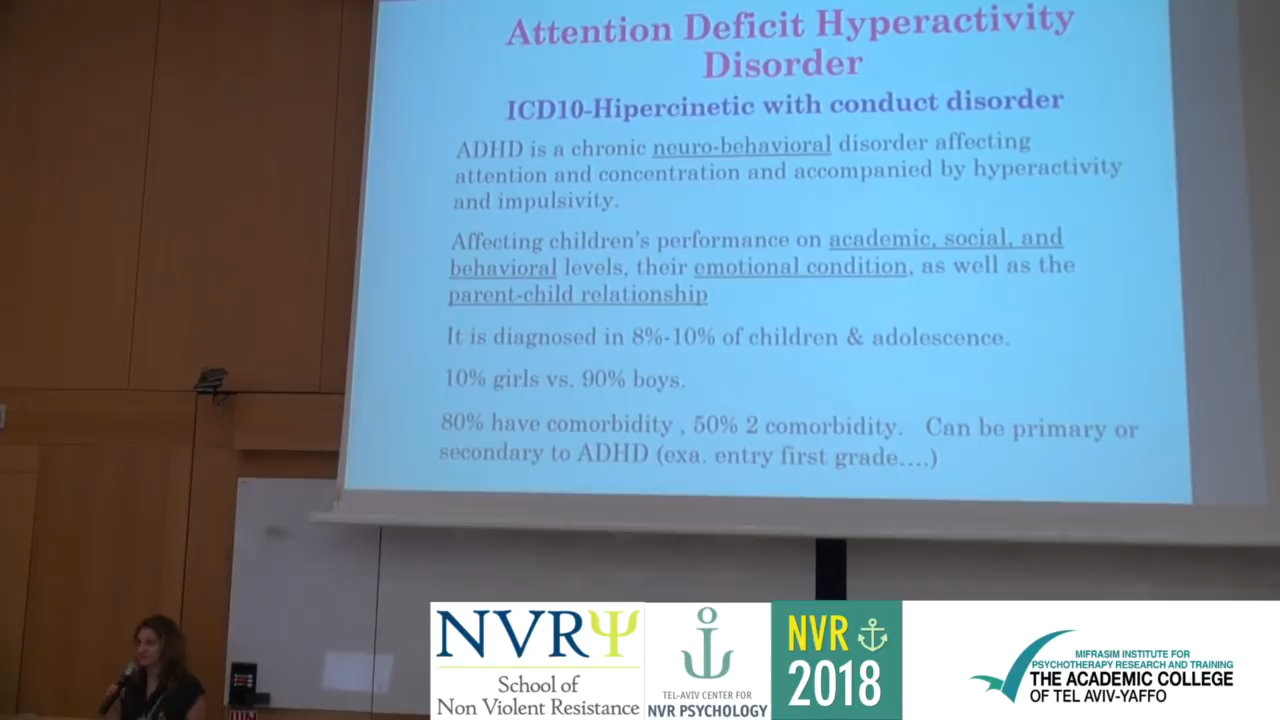 Attention Deficit Hyperactivity
Disorder
ICD10-Hipercinetic with conduct disorder
ADHD is a chronic neuro-behavioral disorder affecting
attention and concentration and accompanied by hyperactivity
and impulsivity.
Affecting children's performance on academic, social, and
behavioral levels, their emotional condition, as well as the
parent-child relationship
It is diagnosed in 8%-10% of children & adolescence.
10% girls vs. 90% boys.
80% have comorbidity , 50% 2 comorbidity. Can be primary or
secondary to ADHD (exa. entry first grade....)
NVRΨ
School of
Non Violent Resistance
TEL-AVIV CENTER FOR
NVR PSYCHOLOGY
NVR
2018
MIFRASIM INSTITUTE FOR
PSYCHOTHERAPY RESEARCH AND TRAINING
THE ACADEMIC COLLEGE
OF TEL AVIV-YAFFO